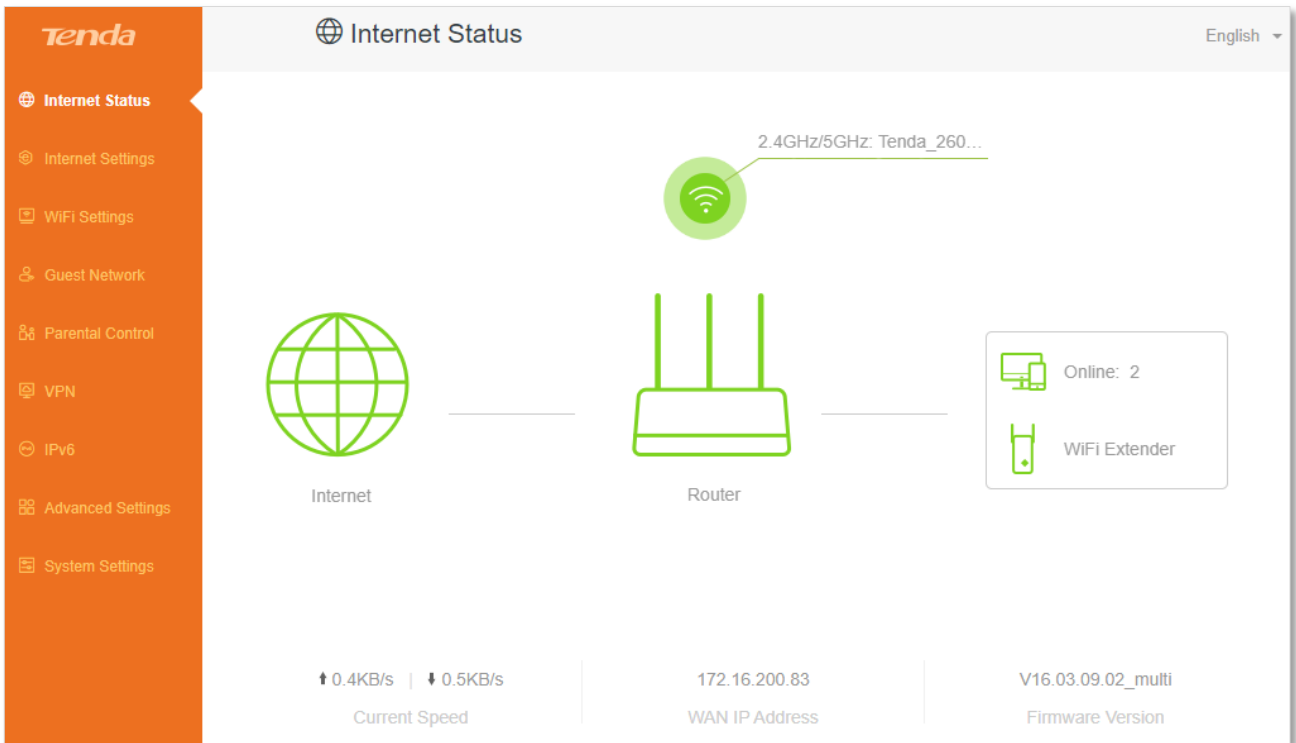 Tenda
Internet Status
English
Internet Status
Internet Settings
WiFi Settings
Guest Network
Parental Control
VPN
IPv6
Advanced Settings
System Settings
2.4GHz/5GHz: Tenda_260...
Internet
Router
Online: 2
WiFi Extender
0.4KB/s | 0.5KB/s
Current Speed
172.16.200.83
WAN IP Address
V16.03.09.02_multi
Firmware Version